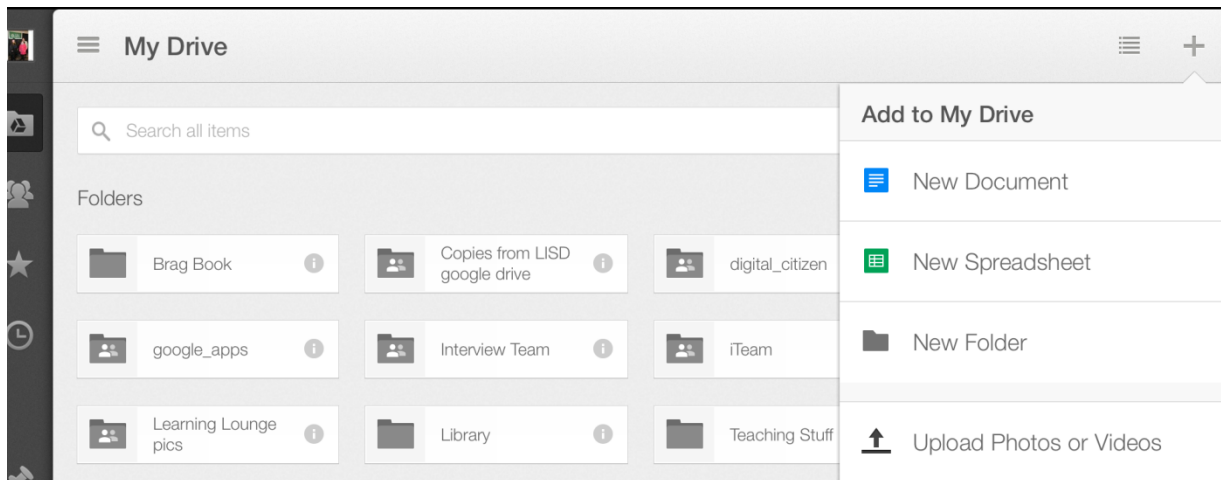 My Drive
Search all items
Folders
Brag Book
Copies from LISD
google drive
digital_citizen
google_apps
Interview Team
iTeam
Learning Lounge
pics
Library
Teaching Stuff
Add to My Drive
New Document
New Spreadsheet
New Folder
Upload Photos or Videos